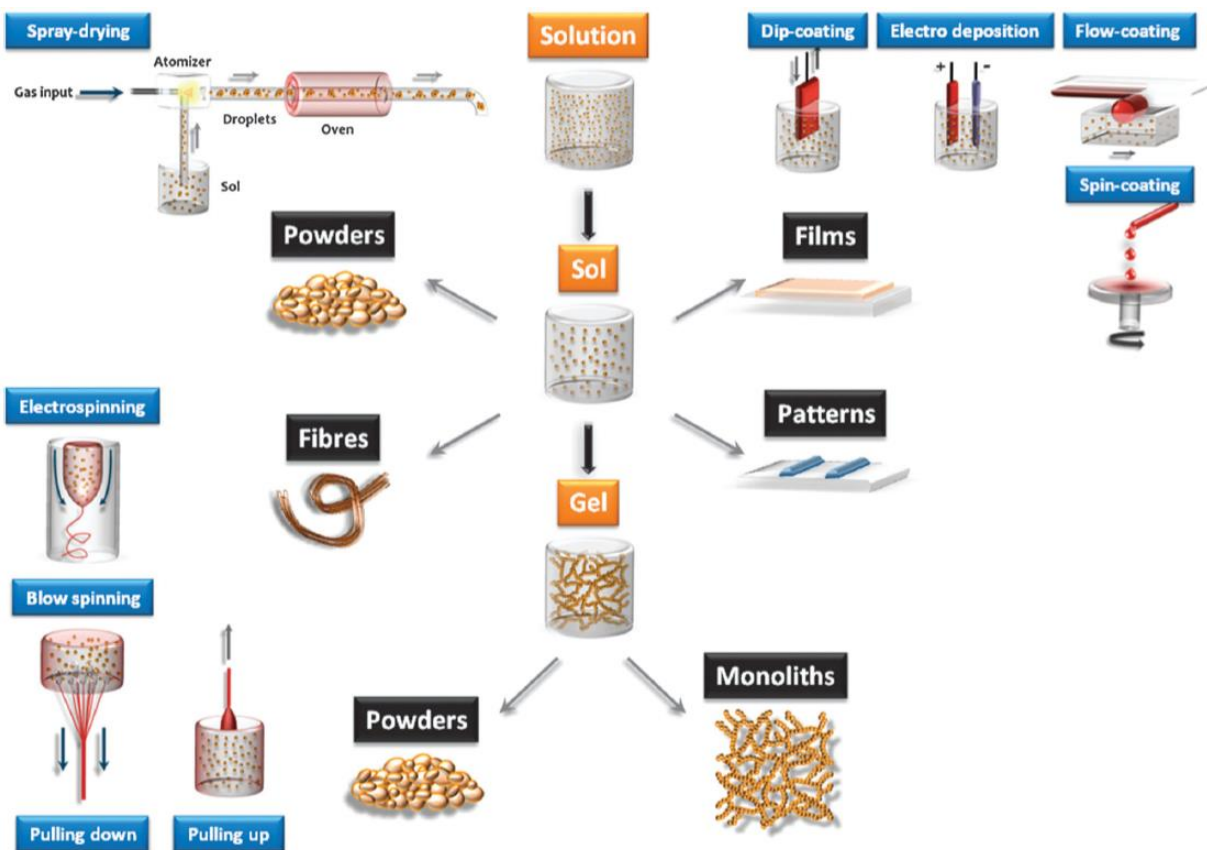 Spray-drying
Atomizer
Gas input
Droplets
Oven
Sol
Solution
Dip-coating
Electro deposition
Flow-coating
+ -
Spin-coating
Powders
Sol
Films
Electrospinning
Fibres
Patterns
Gel
Blow spinning
Powders
Monoliths
Pulling down
Pulling up